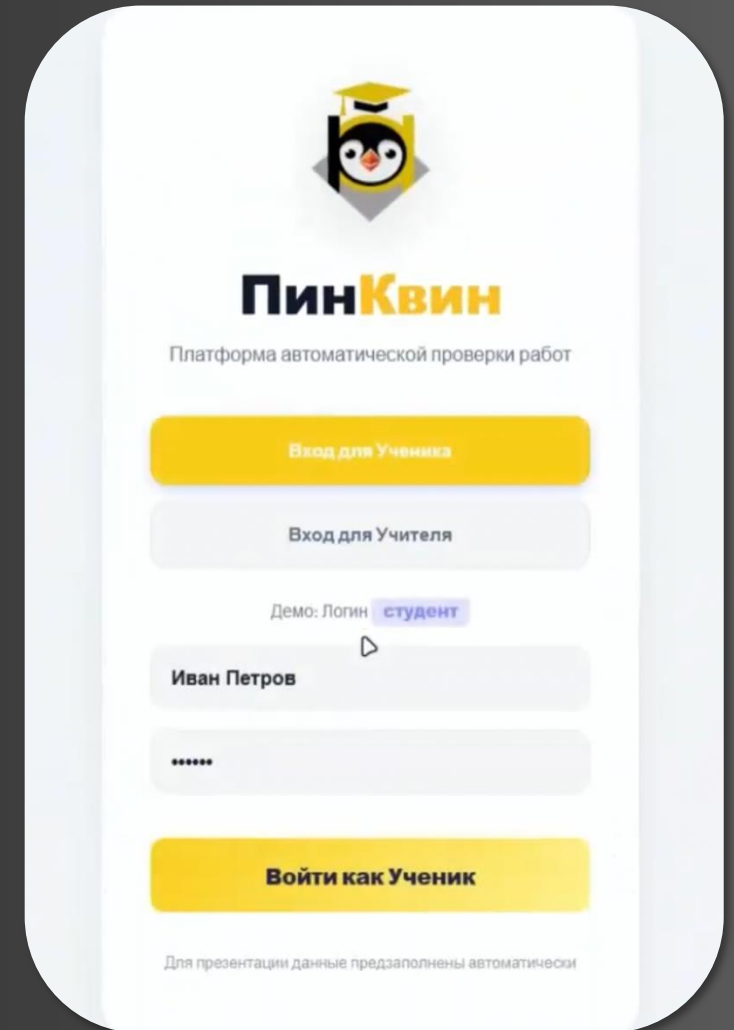 ПинКвин
Платформа автоматической проверки работ
Вход для Ученика
Вход для Учителя
Демо: Логин студент
Иван Петров
••••••
Войти как Ученик
Для презентации данные предзаполнены автоматически